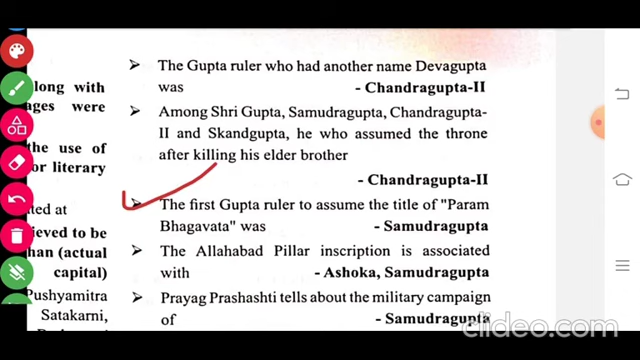 long with
ages were
the use of
or literary
ted at
ieved to be
han (actual
capital)
Pushyamitra
Satakarni,
➢ The Gupta ruler who had another name Devagupta
was - Chandragupta-II
➢ Among Shri Gupta, Samudragupta, Chandragupta-
II and Skandgupta, he who assumed the throne
after killing his elder brother
- Chandragupta-II
➢ The first Gupta ruler to assume the title of "Param
Bhagavata" was - Samudragupta
➢ The Allahabad Pillar inscription is associated
with - Ashoka, Samudragupta
➢ Prayag Prashashti tells about the military campaign
of - Samudragupta
clideo.com